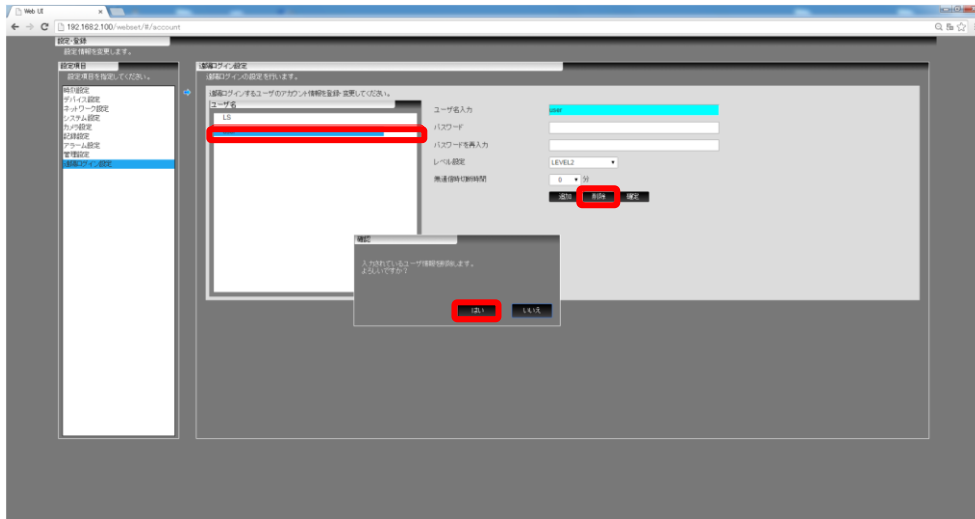 Web UI
192.168.2.100/webset/#/account
設定・登録
設定情報を変更します。
設定項目
設定項目を指定してください。
時刻設定
デバイス設定
ネットワーク設定
システム設定
カメラ設定
記録設定
アラーム設定
管理設定
遠隔ログイン設定
遠隔ログイン設定
遠隔ログインの設定を行います。
遠隔ログインするユーザのアカウント情報を登録・変更してください。
ユーザ名
LS
ユーザ名入力
user
パスワード
パスワードを再入力
レベル設定
LEVEL2
無通信時切断時間
0 分
追加 削除 確定
確認
入力されているユーザ情報を削除します。
よろしいですか?
はい いいえ